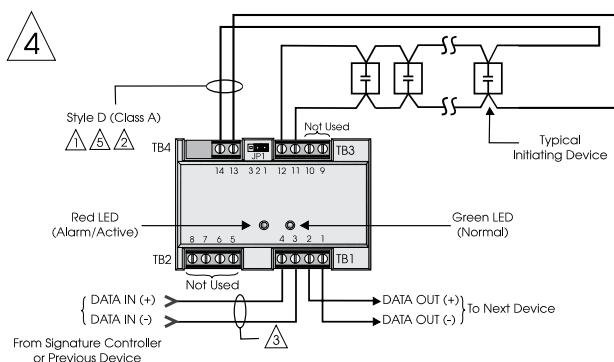 4
Style D (Class A)
1 5 2
Not Used
Typical
Initiating Device
TB4
JP1
TB3
14 13 3 2 1 12 11 10 9
Red LED
(Alarm/Active)
Green LED
(Normal)
8 7 6 5 4 3 2 1
TB2
TB1
Not Used
DATA IN (+)
DATA OUT (+)
To Next Device
DATA IN (-)
DATA OUT (-)
3
From Signature Controller
or Previous Device